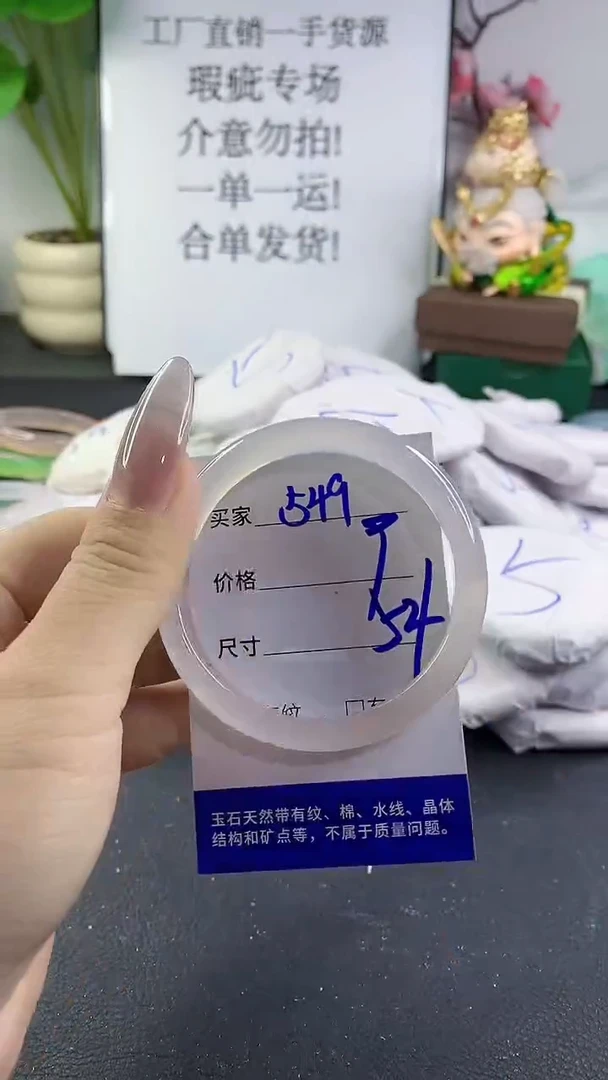 工厂直销一手货源
瑕疵专场
介意勿拍!
一单一运!
合单发货!
买家 549
价格
尺寸 54
玉石天然带有纹、棉、水线、晶体
结构和矿点等，不属于质量问题。
5